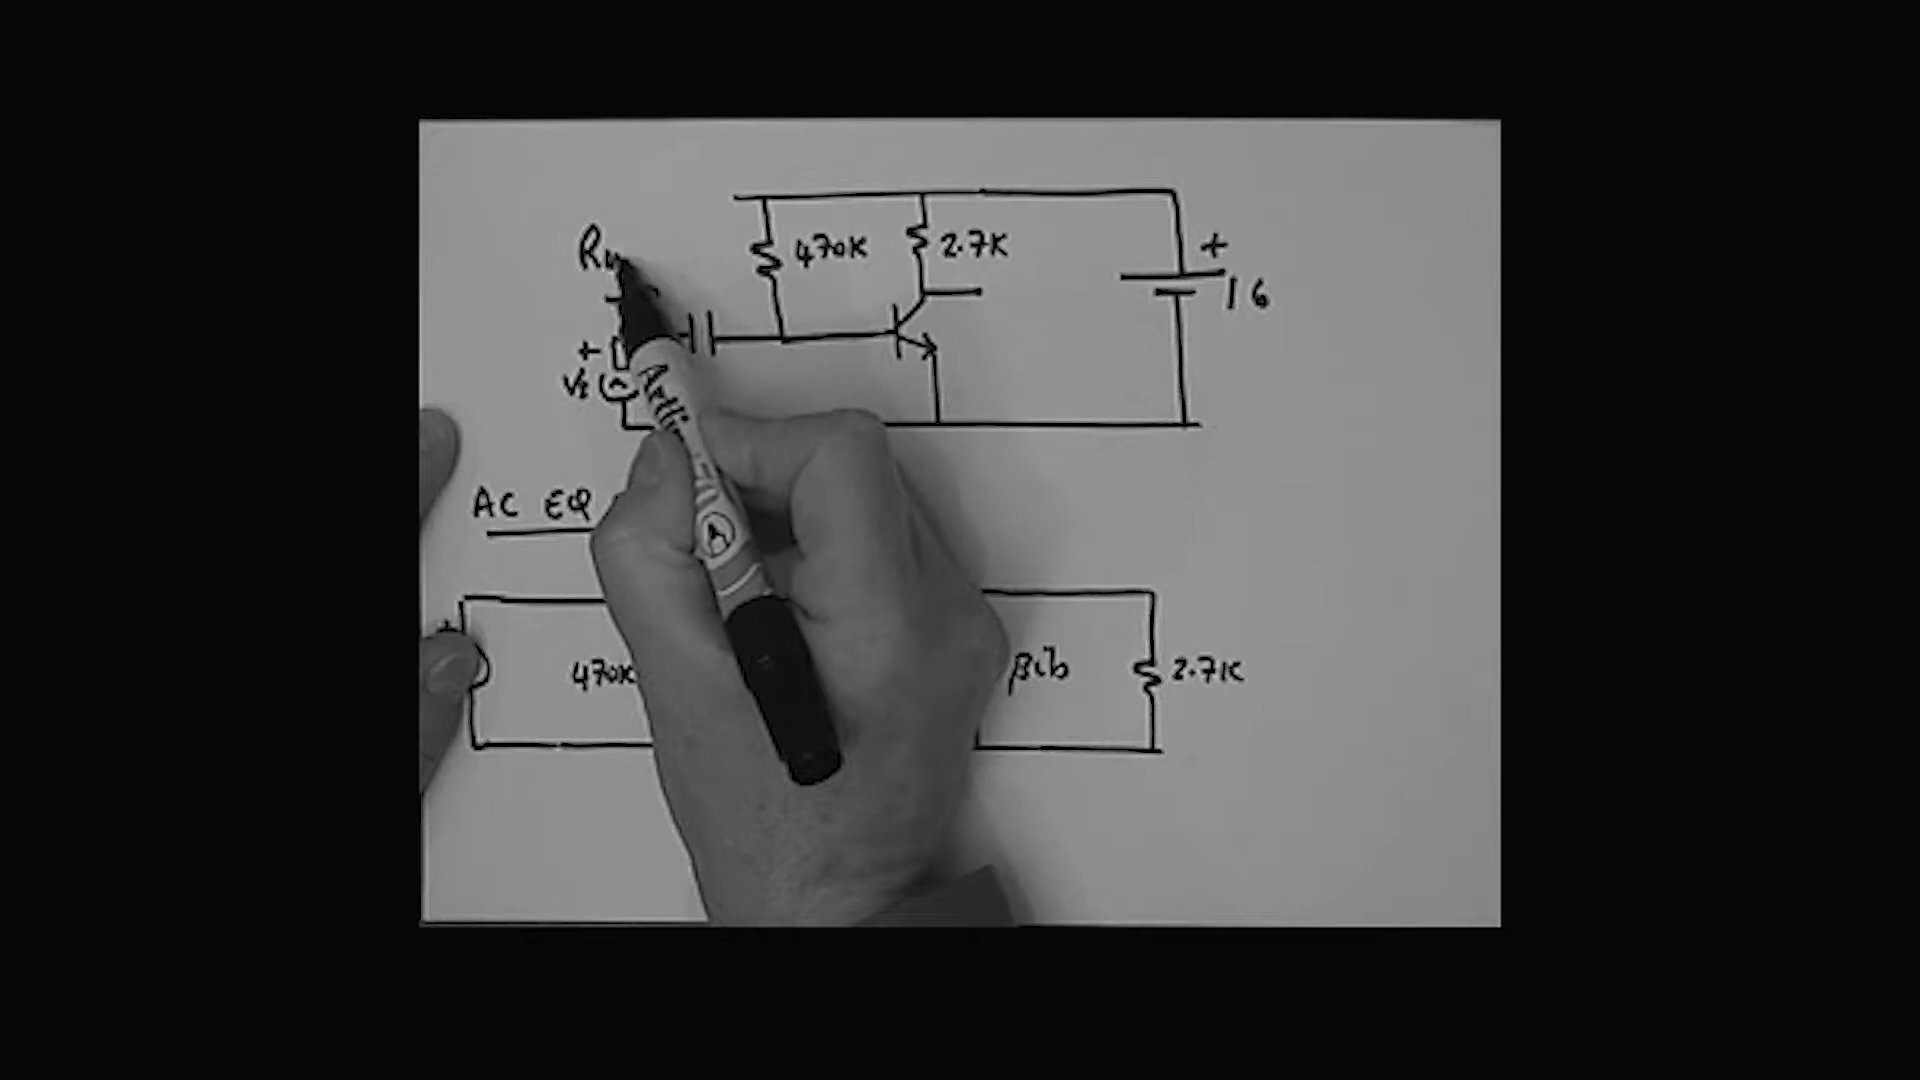 470K
2.7K
+
16
+
AC EQ
+
470K
βib
2.7K